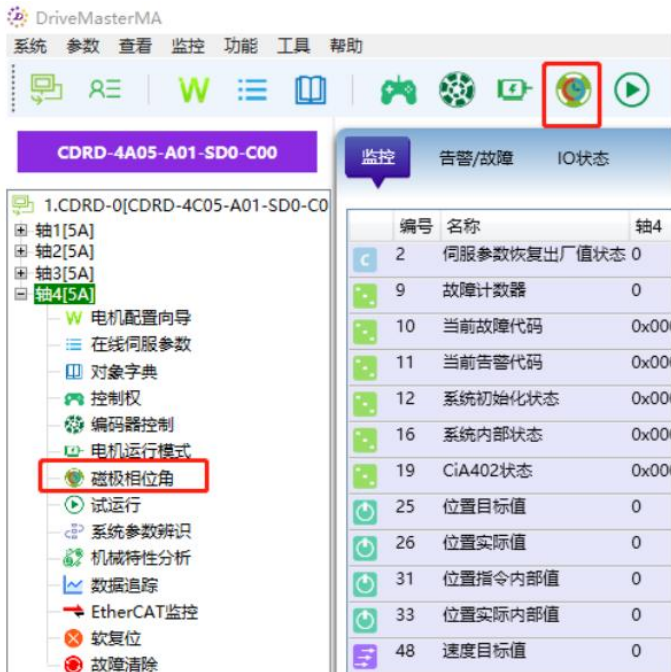 DriveMasterMA
系统 参数 查看 监控 功能 工具 帮助
CDRD-4A05-A01-SD0-C00
监控 告警/故障 IO状态
1.CDRD-0[CDRD-4C05-A01-SD0-C0
轴1[5A]
轴2[5A]
轴3[5A]
轴4[5A]
电机配置向导
在线伺服参数
对象字典
控制权
编码器控制
电机运行模式
磁极相位角
试运行
系统参数辨识
机械特性分析
数据追踪
EtherCAT监控
软复位
故障清除
编号 名称 轴4
2 伺服参数恢复出厂值状态 0
9 故障计数器 0
10 当前故障代码 0x000
11 当前告警代码 0x000
12 系统初始化状态 0x000
16 系统内部状态 0x000
19 CiA402状态 0x000
25 位置目标值 0
26 位置实际值 0
31 位置指令内部值 0
33 位置实际内部值 0
48 速度目标值 0